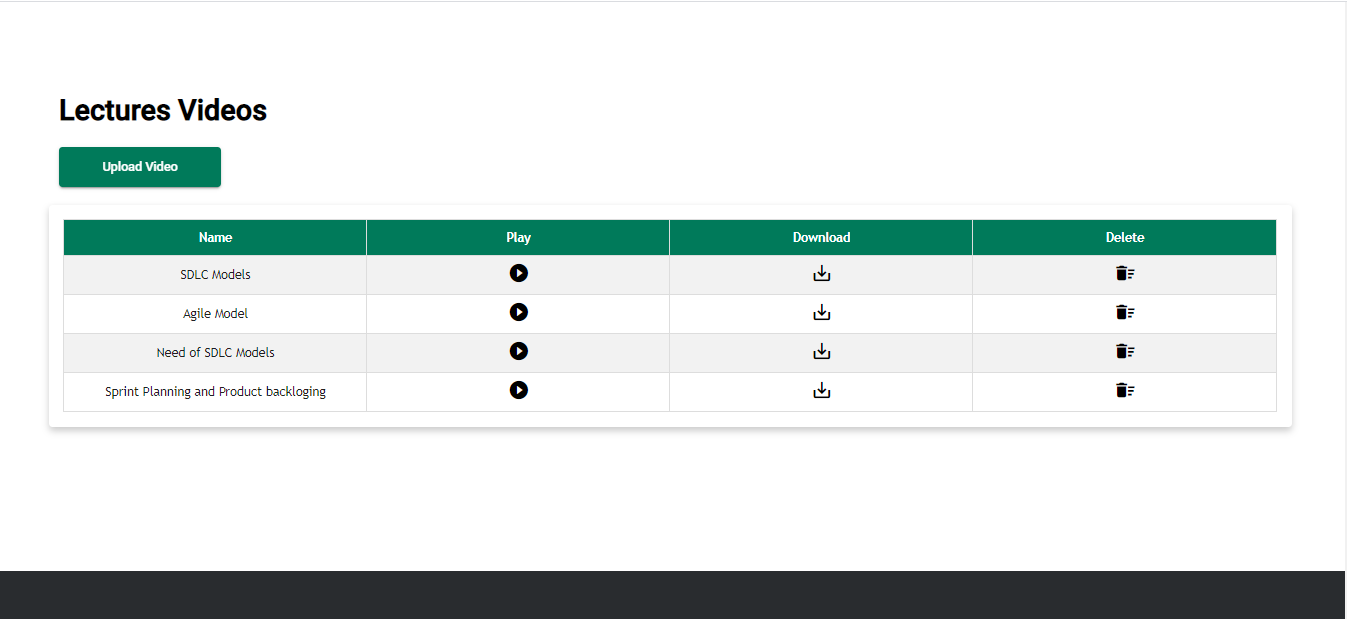 Lectures Videos
Upload Video
Name Play Download Delete
SDLC Models
Agile Model
Need of SDLC Models
Sprint Planning and Product backloging